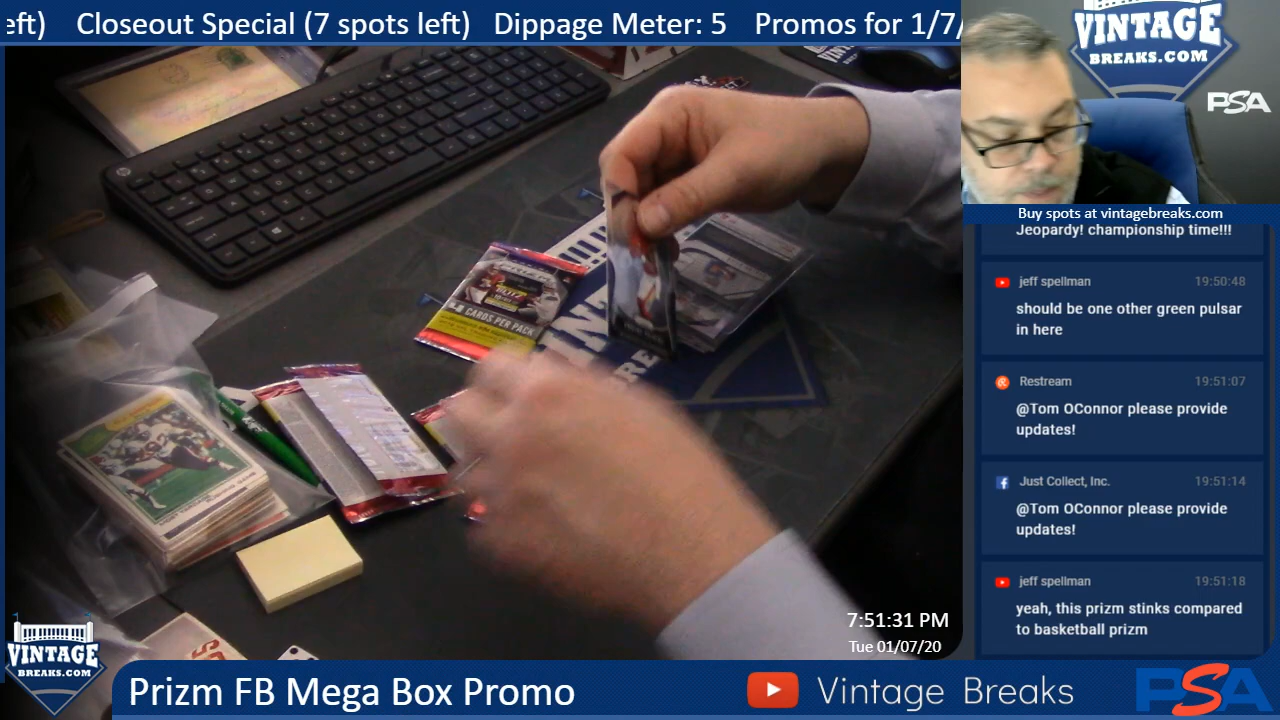 eft) Closeout Special (7 spots left) Dippage Meter: 5 Promos for 1/7/
VINTAGE
BREAKS.COM
PSA
Buy spots at vintagebreaks.com
Jeopardy! championship time!!!
jeff spellman 19:50:48
should be one other green pulsar
in here
Restream 19:51:07
@Tom OConnor please provide
updates!
Just Collect, Inc. 19:51:14
@Tom OConnor please provide
updates!
jeff spellman 19:51:18
yeah, this prizm stinks compared
to basketball prizm
4 CARDS PER PACK
7:51:31 PM
Tue 01/07/20
VINTAGE
BREAKS.COM
Prizm FB Mega Box Promo
Vintage Breaks
PSA